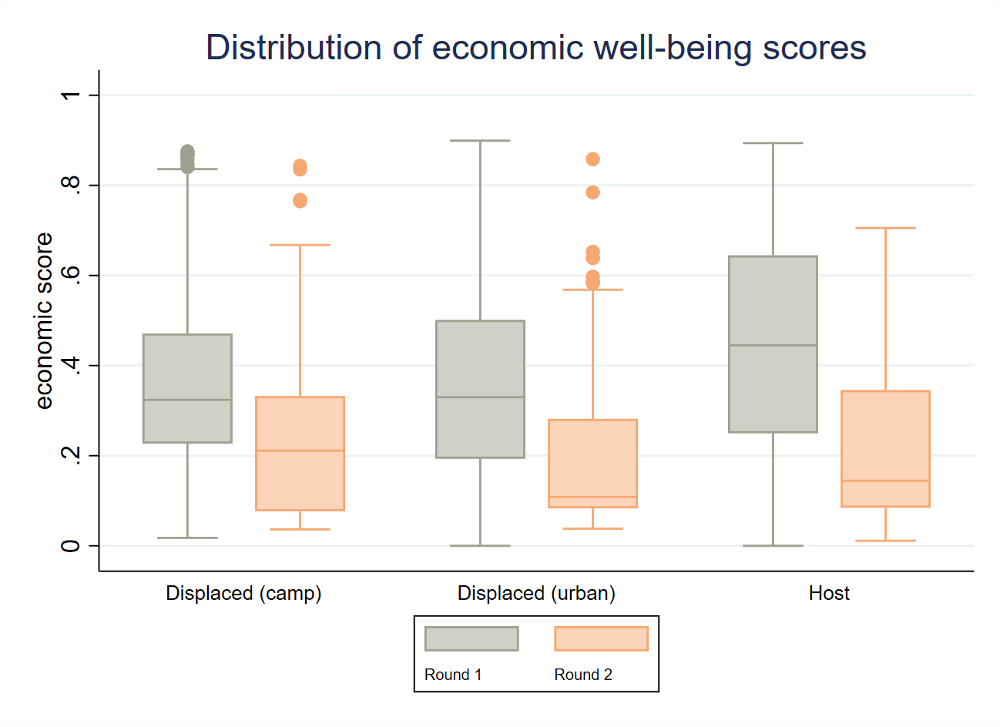 Distribution of economic well-being scores
economic score
1
.8
.6
.4
.2
0
Displaced (camp) Displaced (urban) Host
Round 1 Round 2